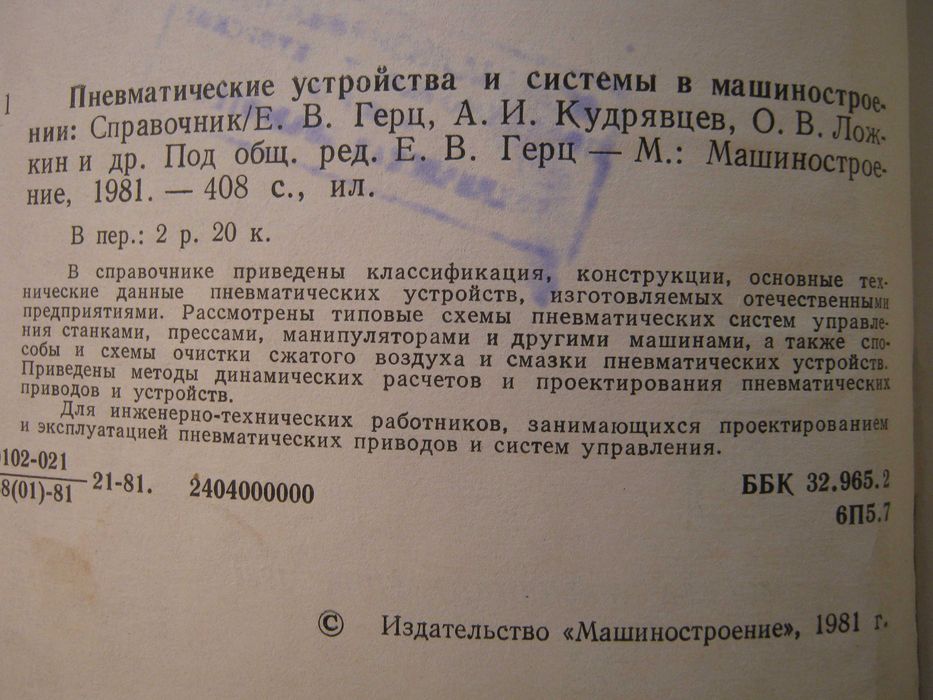 1 Пневматические устройства и системы в машинострое-
нии: Справочник/Е. В. Герц, А. И. Кудрявцев, О. В. Лож-
кин и др. Под общ. ред. Е. В. Герц — М.: Машинострое-
ние, 1981. — 408 с., ил.
В пер.: 2 р. 20 к.
В справочнике приведены классификация, конструкции, основные тех-
нические данные пневматических устройств, изготовляемых отечественными
предприятиями. Рассмотрены типовые схемы пневматических систем управле-
ния станками, прессами, манипуляторами и другими машинами, а также спо-
собы и схемы очистки сжатого воздуха и смазки пневматических устройств.
Приведены методы динамических расчетов и проектирования пневматических
приводов и устройств.
Для инженерно-технических работников, занимающихся проектированием
и эксплуатацией пневматических приводов и систем управления.
0102-021
8(01)-81 21-81. 2404000000
ББК 32.965.2
6П5.7
© Издательство «Машиностроение», 1981 г.